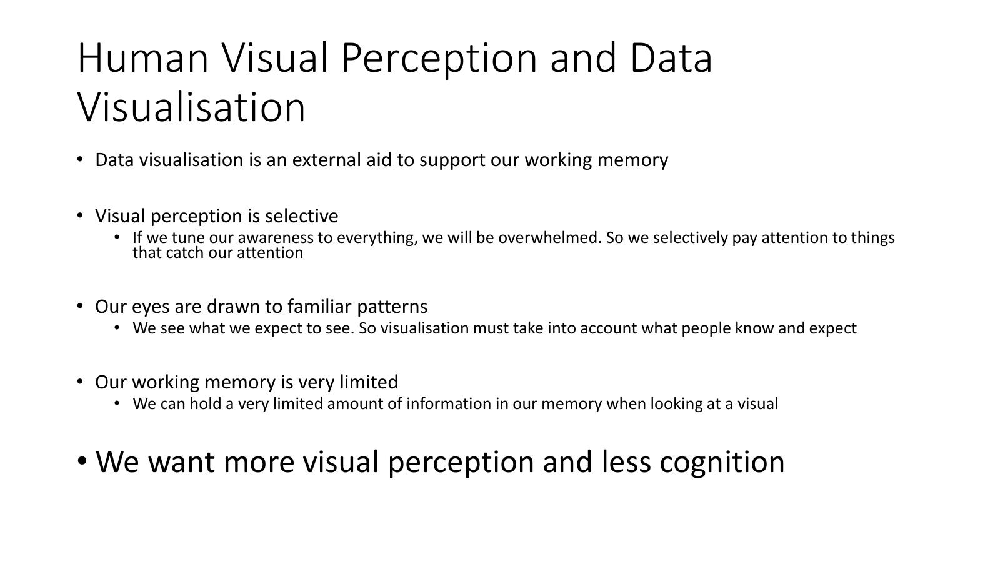 Human Visual Perception and Data
Visualisation
• Data visualisation is an external aid to support our working memory
• Visual perception is selective
• If we tune our awareness to everything, we will be overwhelmed. So we selectively pay attention to things
that catch our attention
• Our eyes are drawn to familiar patterns
• We see what we expect to see. So visualisation must take into account what people know and expect
• Our working memory is very limited
• We can hold a very limited amount of information in our memory when looking at a visual
• We want more visual perception and less cognition